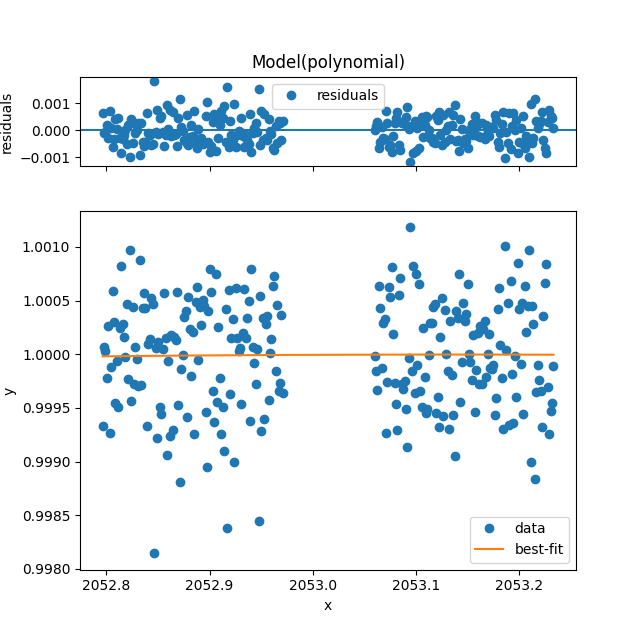 Model(polynomial)
residuals
0.001
0.000
−0.001
residuals
1.0010
1.0005
1.0000
0.9995
0.9990
0.9985
0.9980
y
data
best-fit
2052.8 2052.9 2053.0 2053.1 2053.2
x